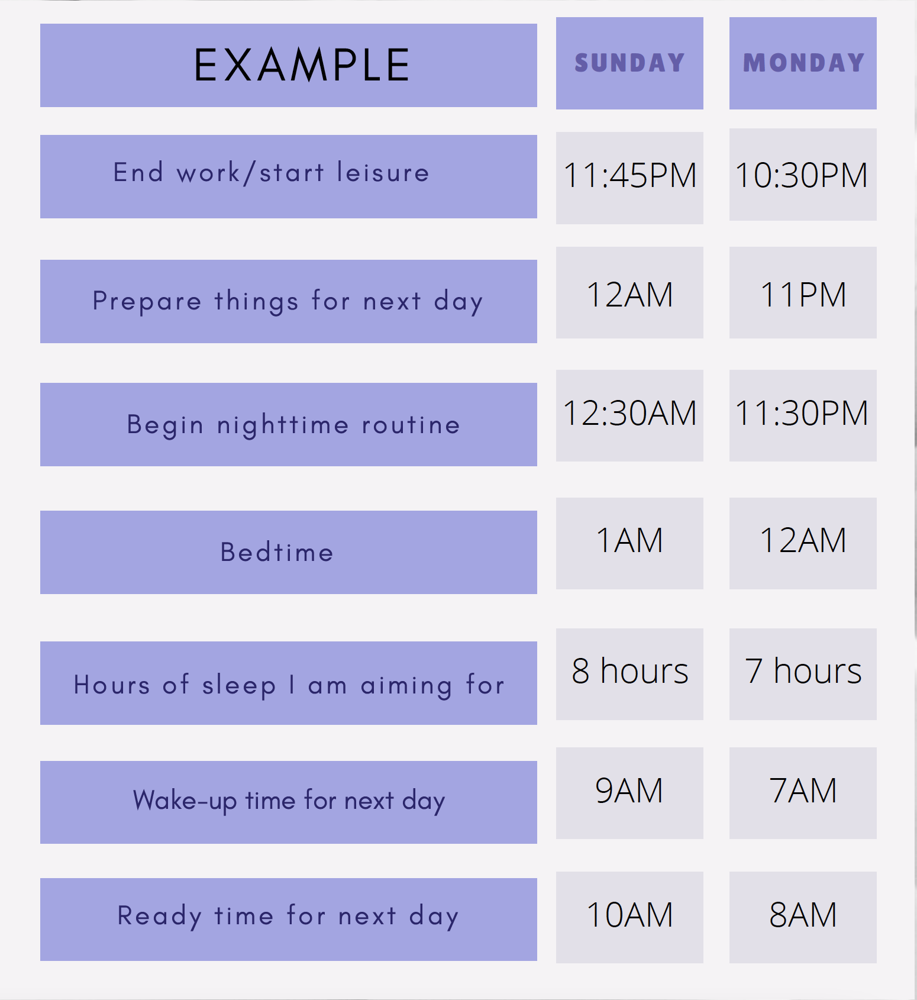 EXAMPLE SUNDAY MONDAY
End work/start leisure 11:45PM 10:30PM
Prepare things for next day 12AM 11PM
Begin nighttime routine 12:30AM 11:30PM
Bedtime 1AM 12AM
Hours of sleep I am aiming for 8 hours 7 hours
Wake-up time for next day 9AM 7AM
Ready time for next day 10AM 8AM